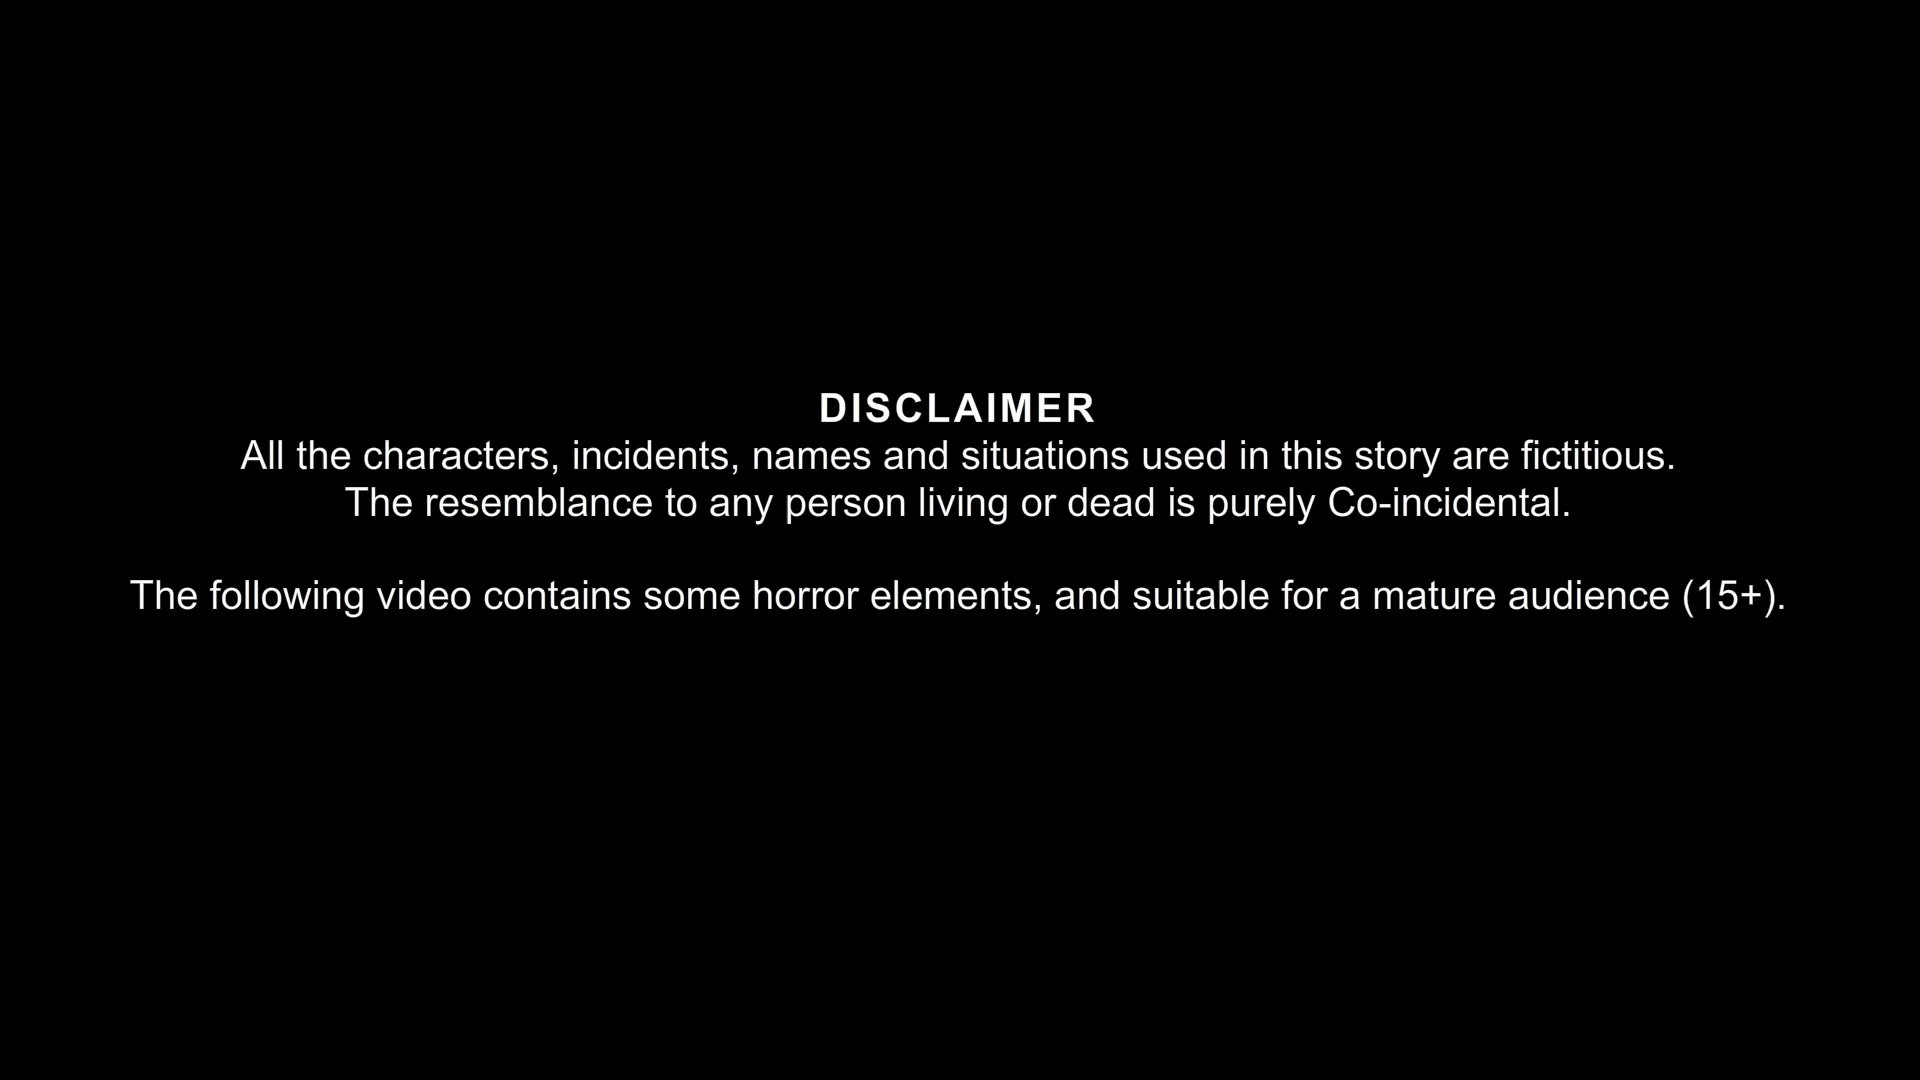 DISCLAIMER
All the characters, incidents, names and situations used in this story are fictitious.
The resemblance to any person living or dead is purely Co-incidental.
The following video contains some horror elements, and suitable for a mature audience (15+).